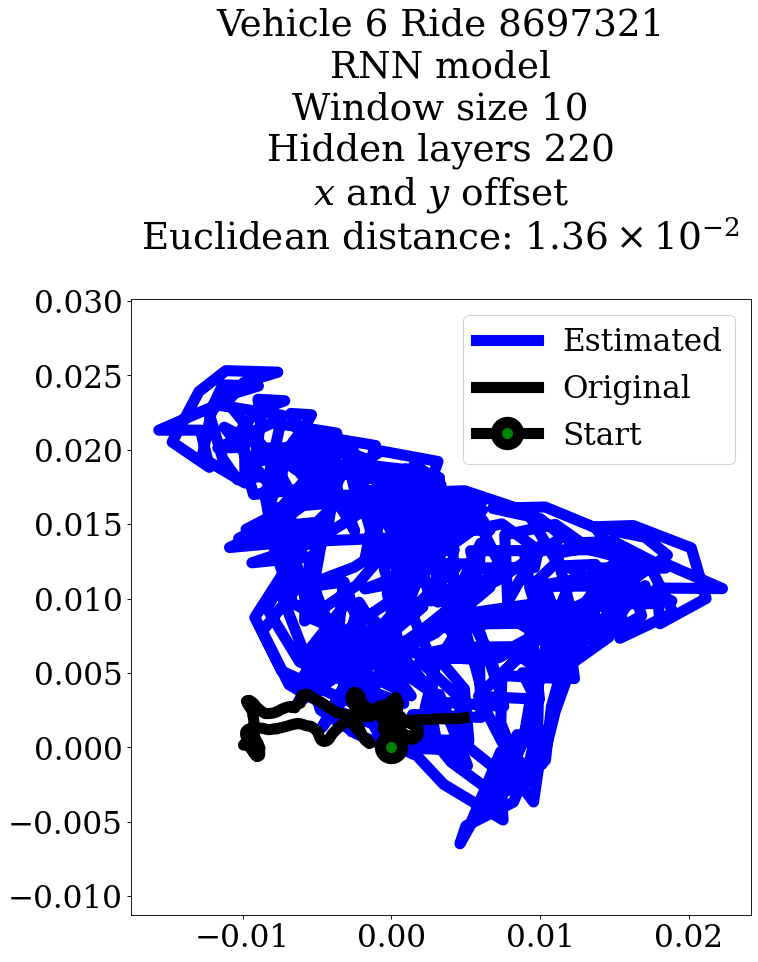 Vehicle 6 Ride 8697321
RNN model
Window size 10
Hidden layers 220
x and y offset
Euclidean distance: 1.36 × 10⁻²
0.030
0.025
0.020
0.015
0.010
0.005
0.000
−0.005
−0.010
Estimated
Original
Start
−0.01 0.00 0.01 0.02